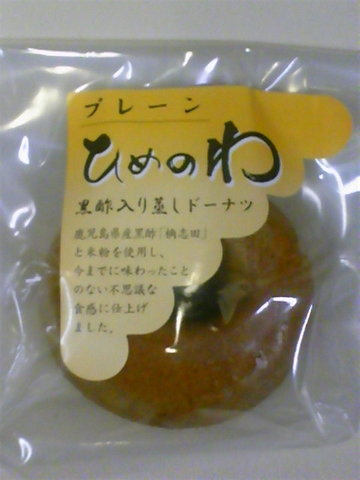 プレーン
ひめのわ
黒酢入り蒸しドーナツ
鹿児島県産黒酢「桷志田」
と米粉を使用し、
今までに味わったこと
のない不思議な
食感に仕上げ
ました。